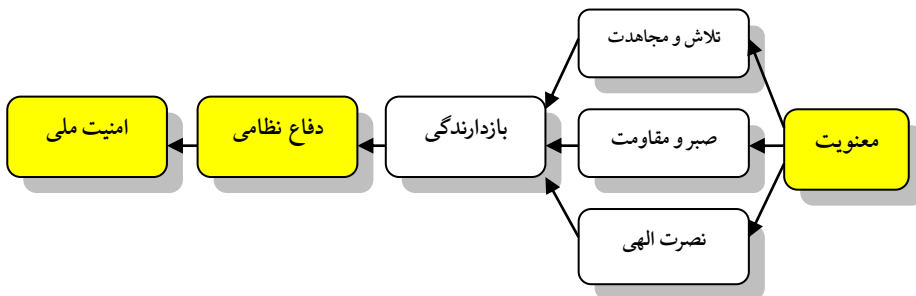 معنویت
تلاش و مجاهدت
صبر و مقاومت
نصرت الهی
بازدارندگی
دفاع نظامی
امنیت ملی